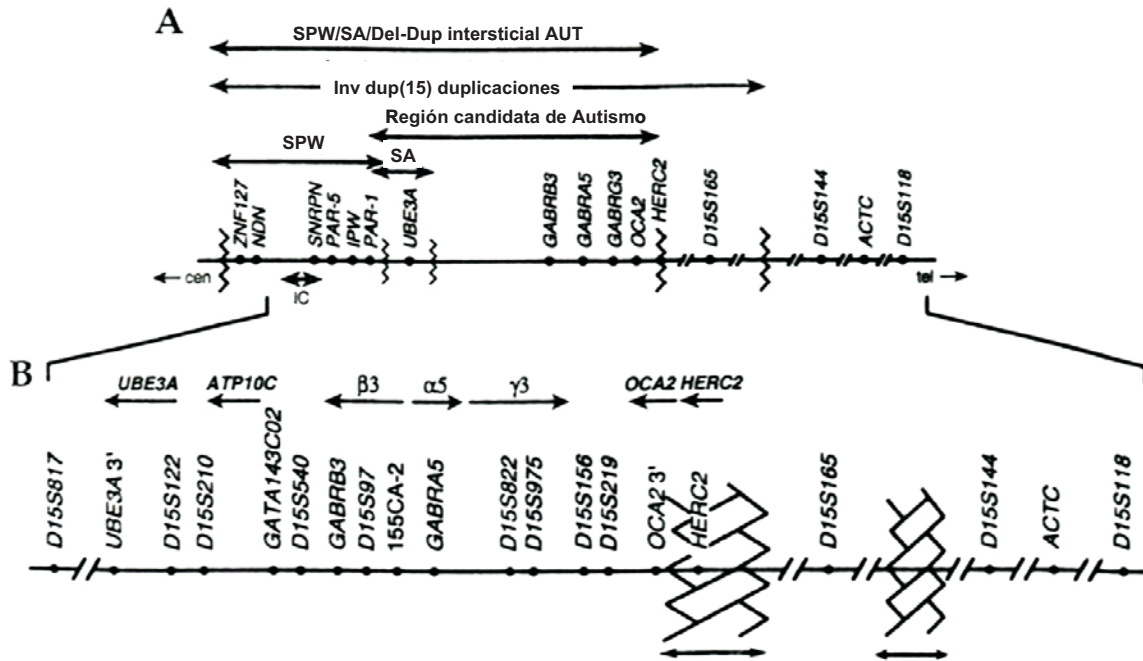 A
SPW/SA/Del-Dup intersticial AUT
Inv dup(15) duplicaciones
Región candidata de Autismo
SPW
SA
ZNF127
NDN
SNRPN
PAR-5
IPW
PAR-1
UBE3A
GABRB3
GABRA5
GABRG3
OCA2
HERC2
D15S165
D15S144
ACTC
D15S118
cen
IC
tel
B
UBE3A
ATP10C
β3
α5
γ3
OCA2
HERC2
D15S817
UBE3A 3'
D15S122
D15S210
GATA143C02
D15S540
GABRB3
D15S97
155CA-2
GABRA5
D15S822
D15S975
D15S156
D15S219
OCA2 3'
HERC2
D15S165
D15S144
ACTC
D15S118